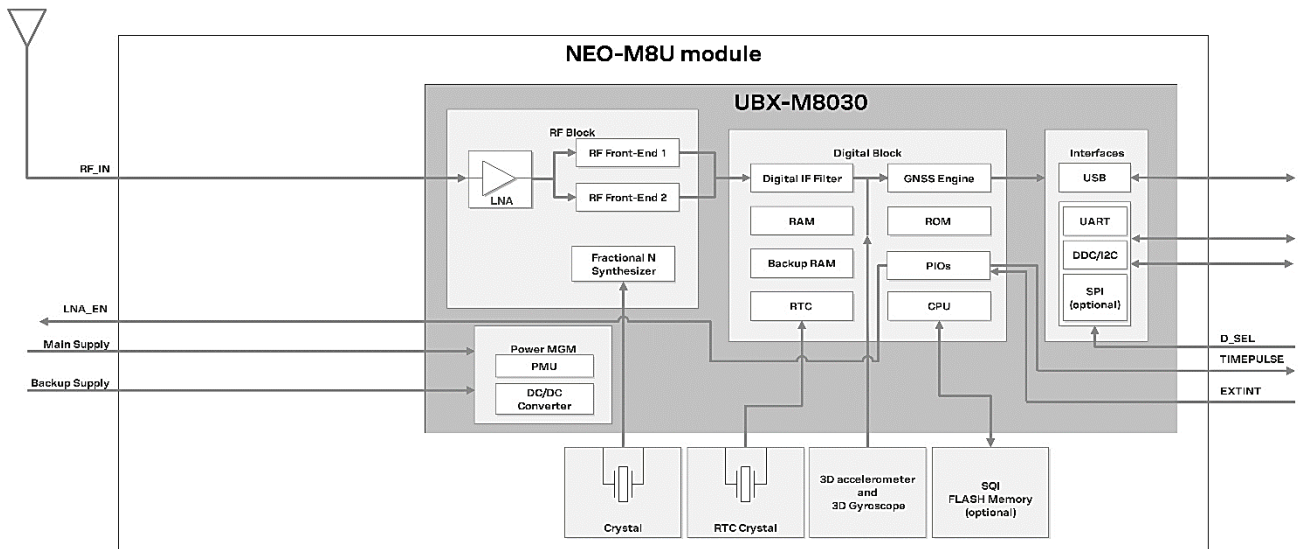 NEO-M8U module
UBX-M8030
RF Block
RF_IN
LNA
RF Front-End 1
RF Front-End 2
Fractional N
Synthesizer
Digital Block
Digital IF Filter
GNSS Engine
RAM
ROM
Backup RAM
PIOs
RTC
CPU
Interfaces
USB
UART
DDC/I2C
SPI
(optional)
LNA_EN
Main Supply
Backup Supply
Power MGM
PMU
DC/DC
Converter
D_SEL
TIMEPULSE
EXTINT
Crystal
RTC Crystal
3D accelerometer
and
3D Gyroscope
SQI
FLASH Memory
(optional)